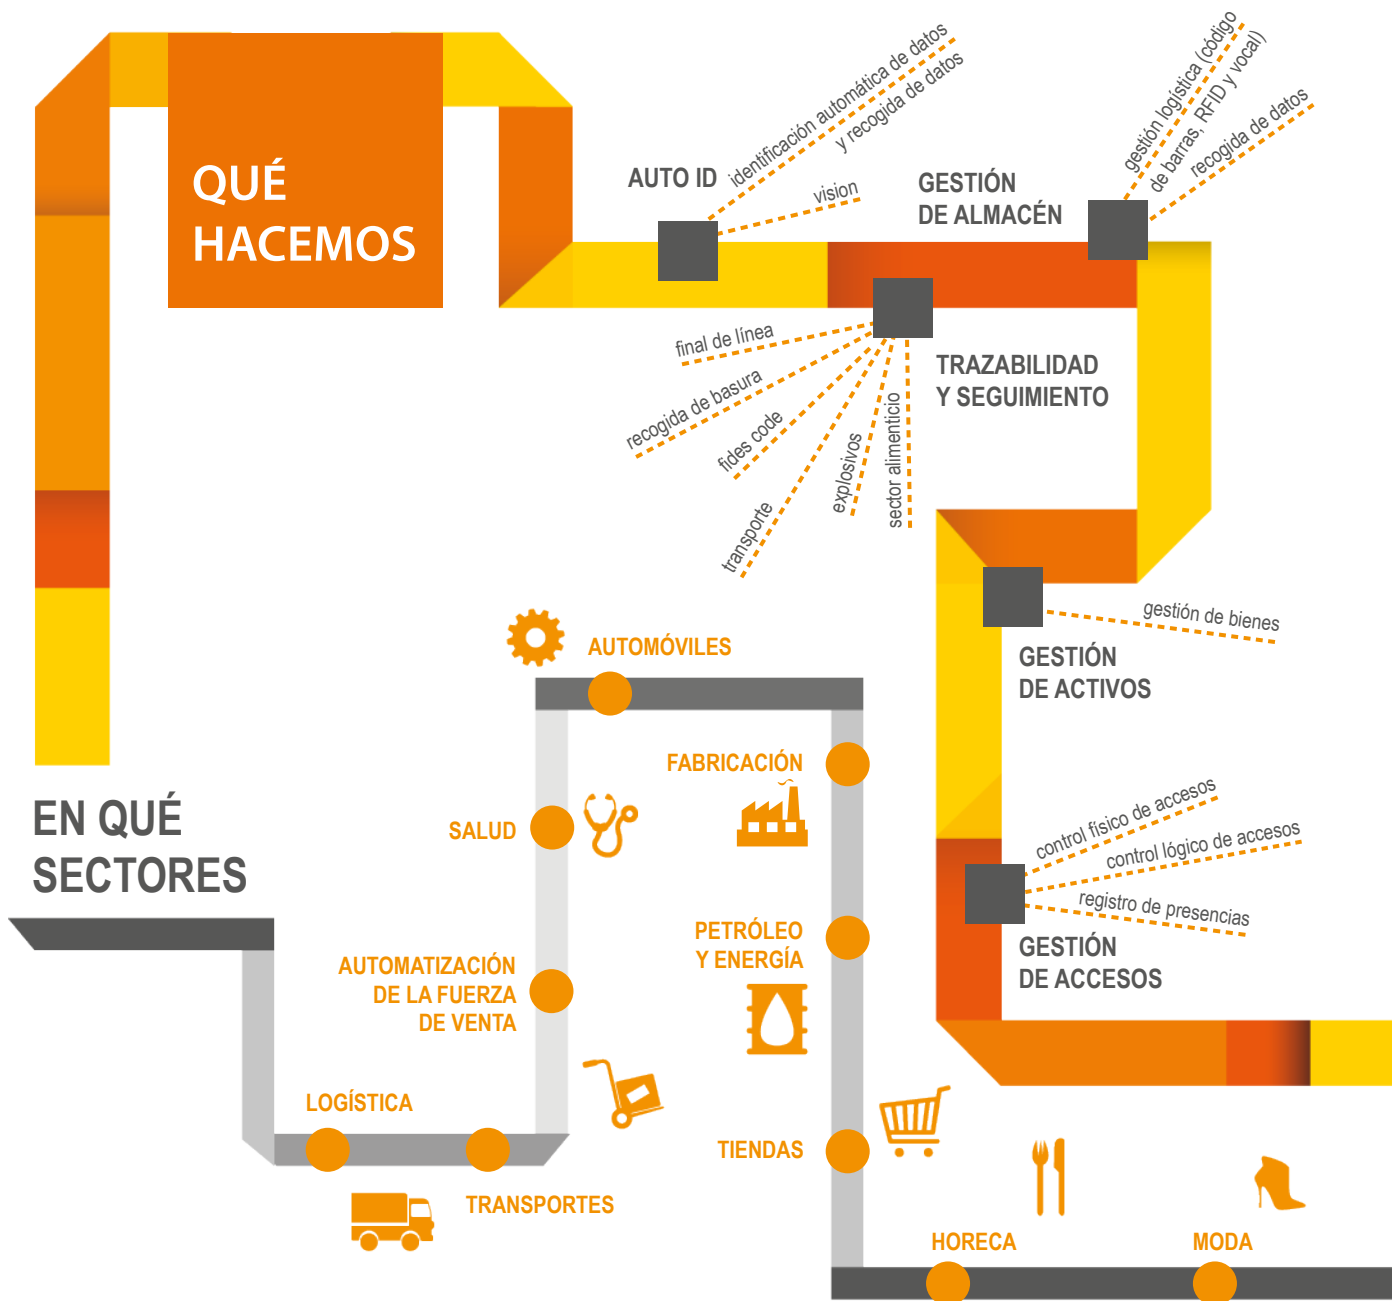 QUÉ
HACEMOS
AUTO ID
identificación automática de datos
y recogida de datos
vision
GESTIÓN
DE ALMACÉN
gestión logística (código
de barras, RFID y vocal)
recogida de datos
TRAZABILIDAD
Y SEGUIMIENTO
final de línea
recogida de basura
fides code
transporte
explosivos
sector alimenticio
GESTIÓN
DE ACTIVOS
gestión de bienes
GESTIÓN
DE ACCESOS
control físico de accesos
control lógico de accesos
registro de presencias
EN QUÉ
SECTORES
LOGÍSTICA
TRANSPORTES
AUTOMATIZACIÓN
DE LA FUERZA
DE VENTA
SALUD
AUTOMÓVILES
FABRICACIÓN
PETRÓLEO
Y ENERGÍA
TIENDAS
HORECA
MODA